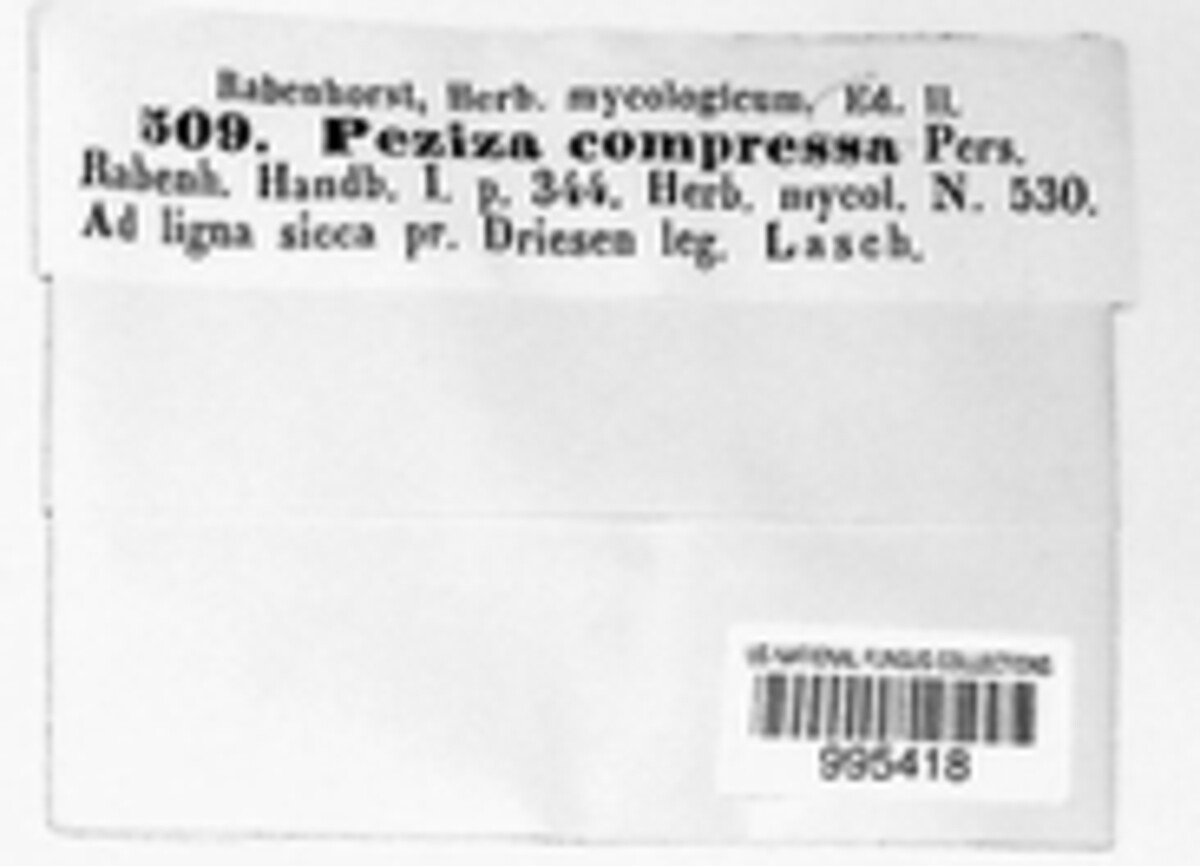 Rabenhorst, Herb. mycologicum. Ed. II.
509. Peziza compressa Pers.
Rabenh. Handb. I. p. 344. Herb. mycol. N. 530.
Ad ligna sicca pr. Driesen leg. Lasch.
US NATIONAL FUNGUS COLLECTIONS
995418